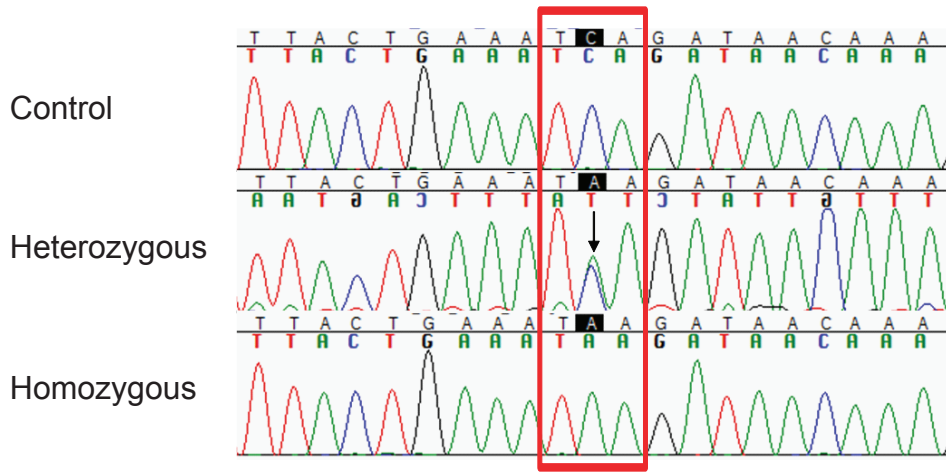 T T A C T G A A A T C A G A T A A C A A A
T T A C T G A A A T C A G A T A A C A A A
Control
T T A C T G A A A T A A G A T A A C A A A
A A T G A C T T T A T T C T A T T G T T T
Heterozygous
T T A C T G A A A T A A G A T A A C A A A
T T A C T G A A A T A A G A T A A C A A A
Homozygous